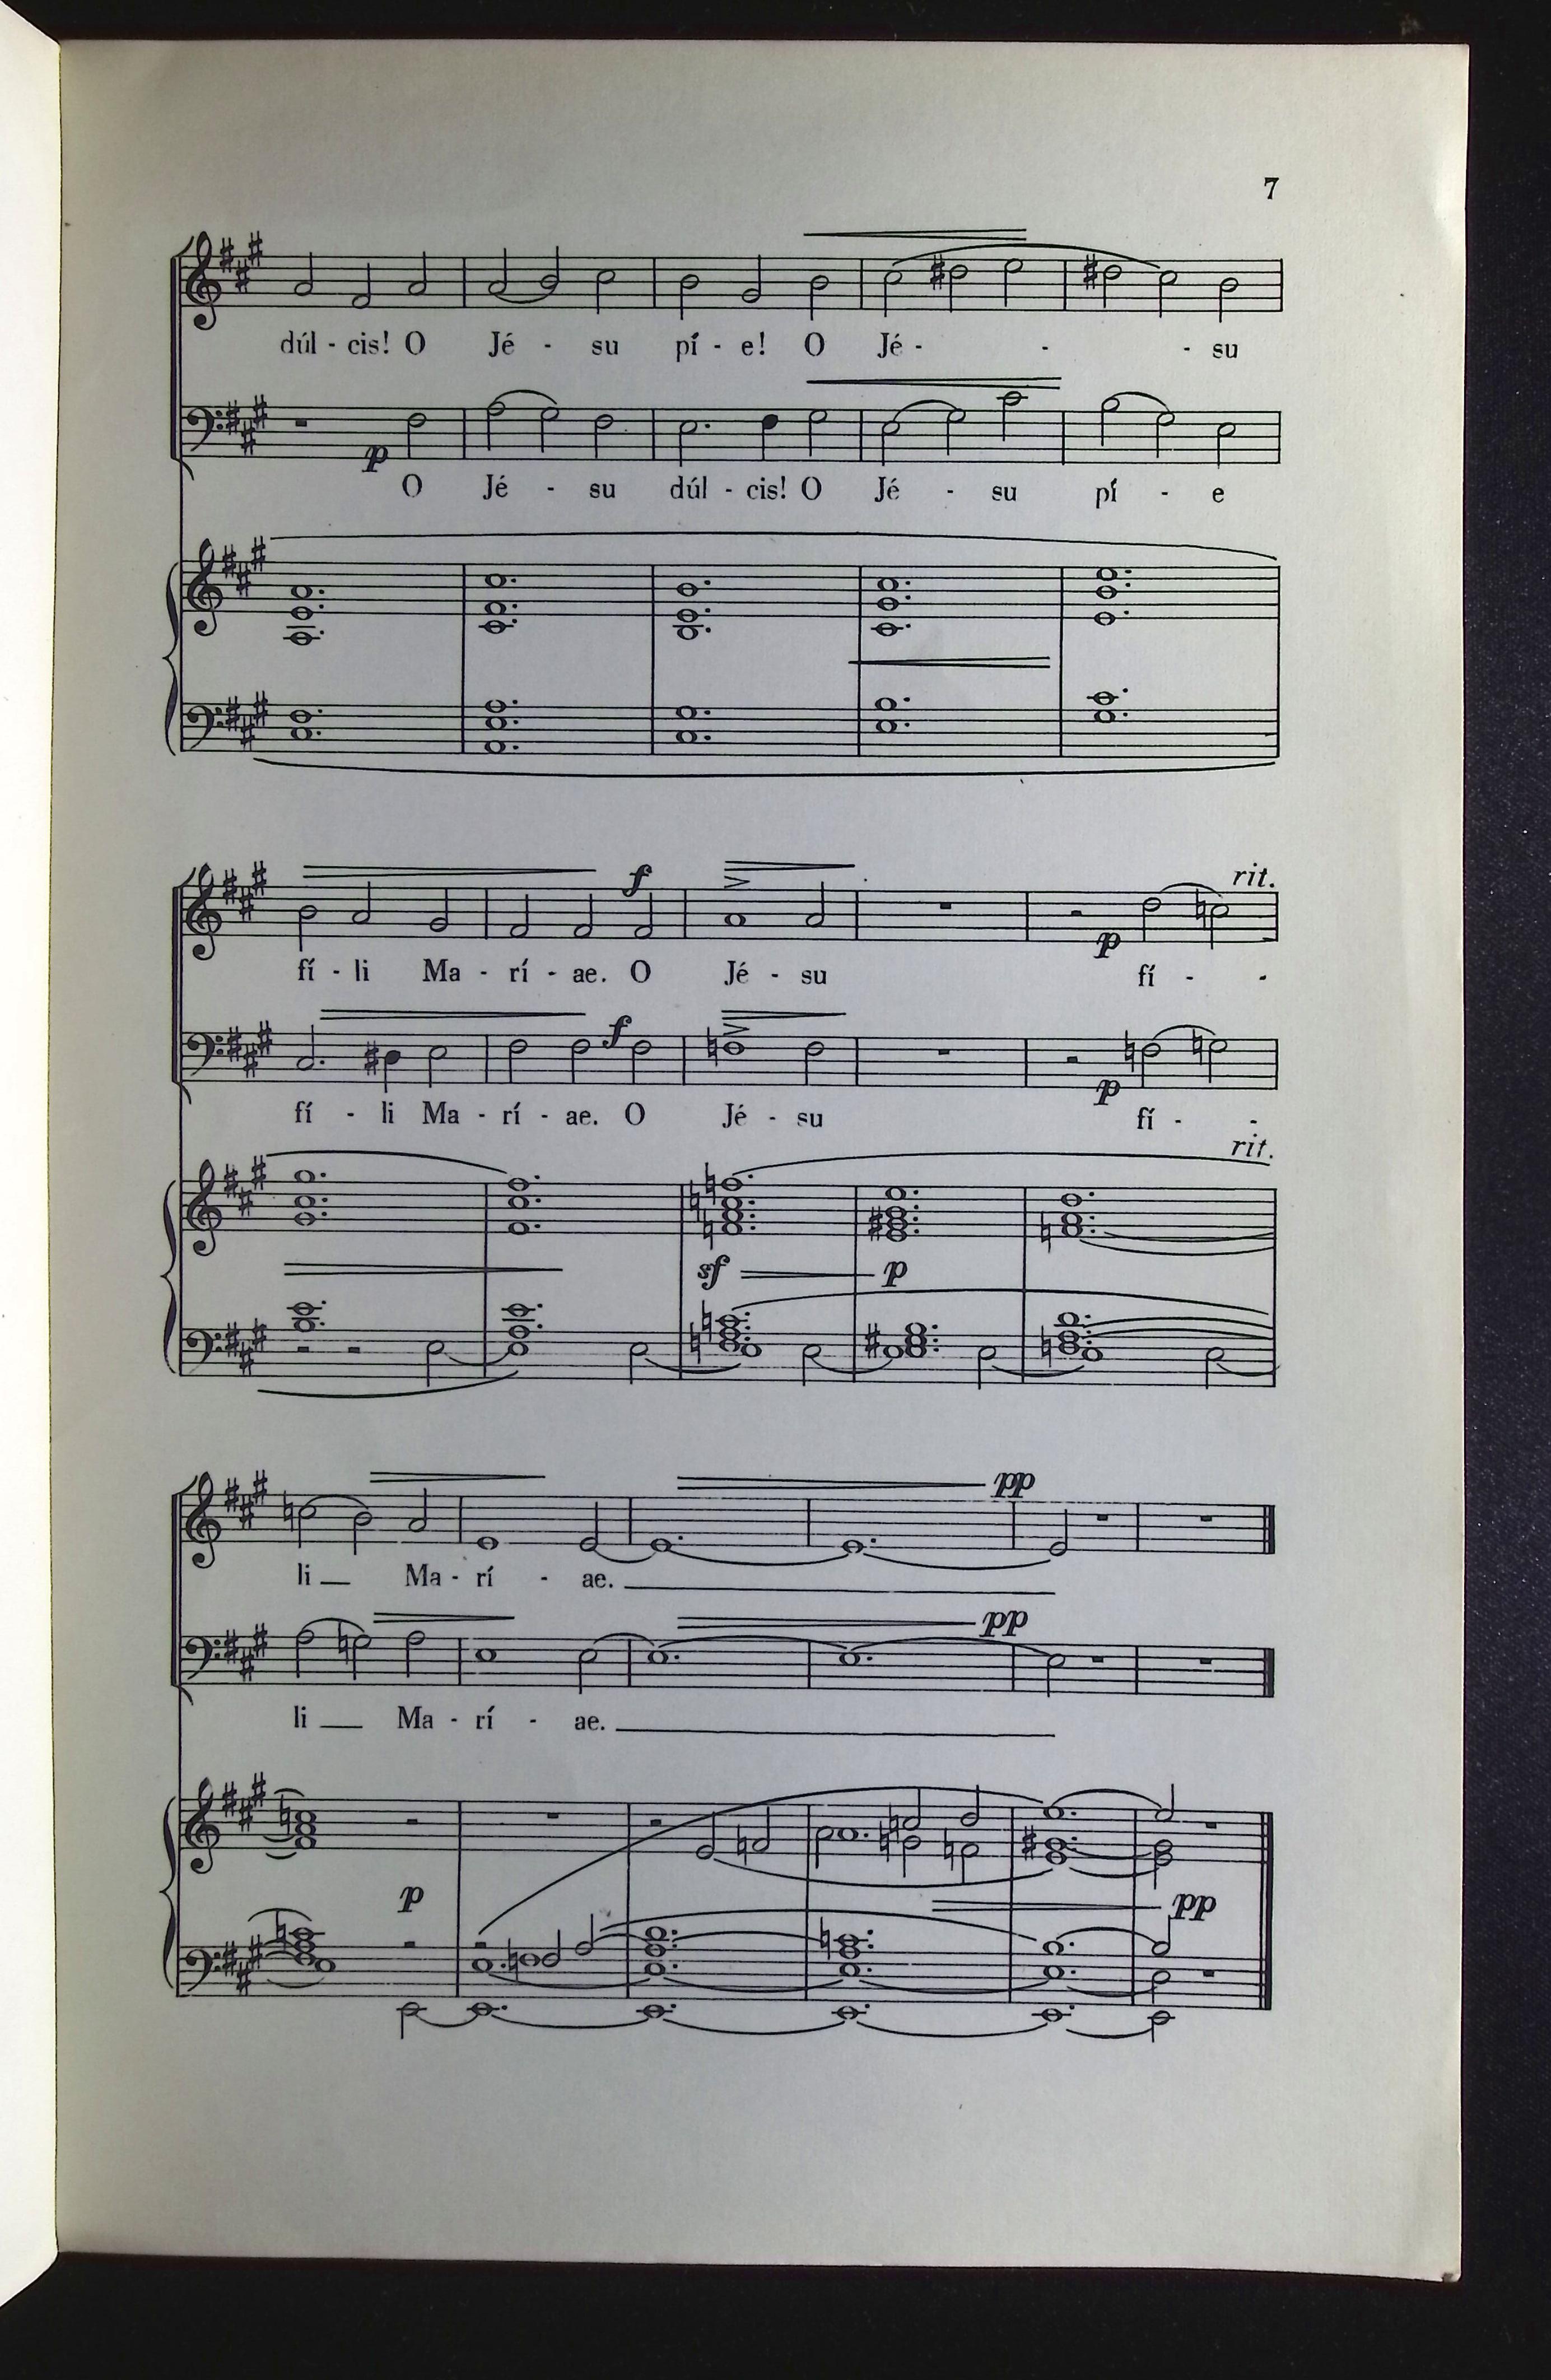 7
dúl - cis! O Jé - su pí - e! O Jé - - - su
p
O Jé - su dúl - cis! O Jé - su pí - e
f rit.
p
fí - li Ma - rí - ae. O Jé - su fí - -
f
p
fí - li Ma - rí - ae. O Jé - su fí - -
rit.
sf p
pp
li Ma - rí - ae.
pp
li Ma - rí - ae.
p pp